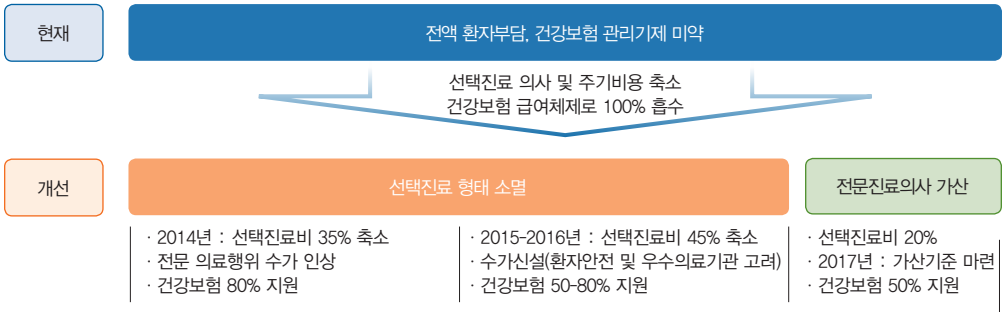 현재
전액 환자부담, 건강보험 관리기제 미약
선택진료 의사 및 주기비용 축소
건강보험 급여체제로 100% 흡수
개선
선택진료 형태 소멸
전문진료의사 가산
· 2014년 : 선택진료비 35% 축소
· 전문 의료행위 수가 인상
· 건강보험 80% 지원
· 2015-2016년 : 선택진료비 45% 축소
· 수가신설(환자안전 및 우수의료기관 고려)
· 건강보험 50-80% 지원
· 선택진료비 20%
· 2017년 : 가산기준 마련
· 건강보험 50% 지원